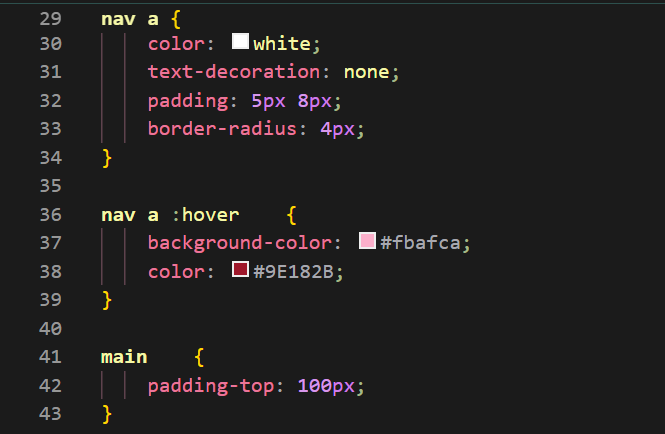 29 nav a {
30 color: white;
31 text-decoration: none;
32 padding: 5px 8px;
33 border-radius: 4px;
34 }
35
36 nav a :hover    {
37 background-color: #fbafca;
38 color: #9E182B;
39 }
40
41 main    {
42 padding-top: 100px;
43 }